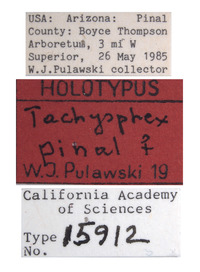 USA: Arizona: Pinal
County: Boyce Thompson
Arboretum, 3 mi W
Superior, 26 May 1985
W.J.Pulawski collector
HOLOTYPUS
Tachysphex
pinal ♀
W.J. Pulawski 19
California Academy
of Sciences
Type
No. 15912